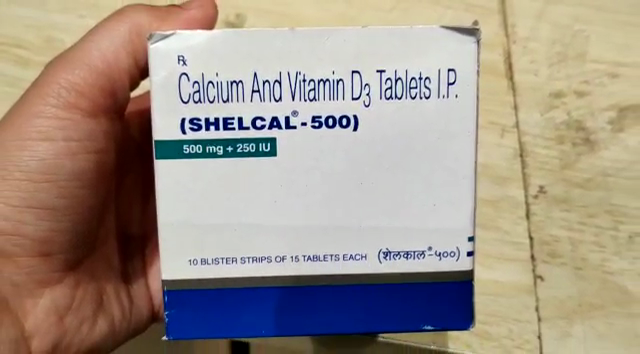 Rx
Calcium And Vitamin D3 Tablets I.P.
(SHELCAL®-500)
500 mg + 250 IU
10 BLISTER STRIPS OF 15 TABLETS EACH (शेलकाल®-५००)